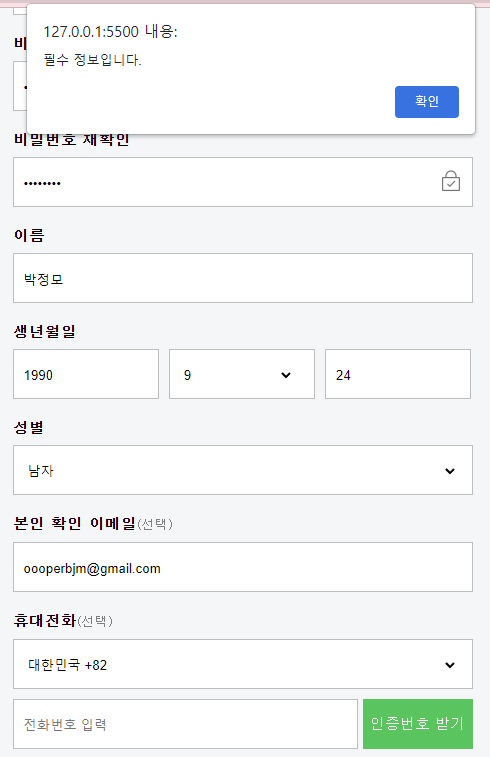 127.0.0.1:5500 내용:
필수 정보입니다.
확인
비밀번호 재확인
••••••••
이름
박정모
생년월일
1990
9
24
성별
남자
본인 확인 이메일(선택)
oooperbjm@gmail.com
휴대전화(선택)
대한민국 +82
전화번호 입력
인증번호 받기